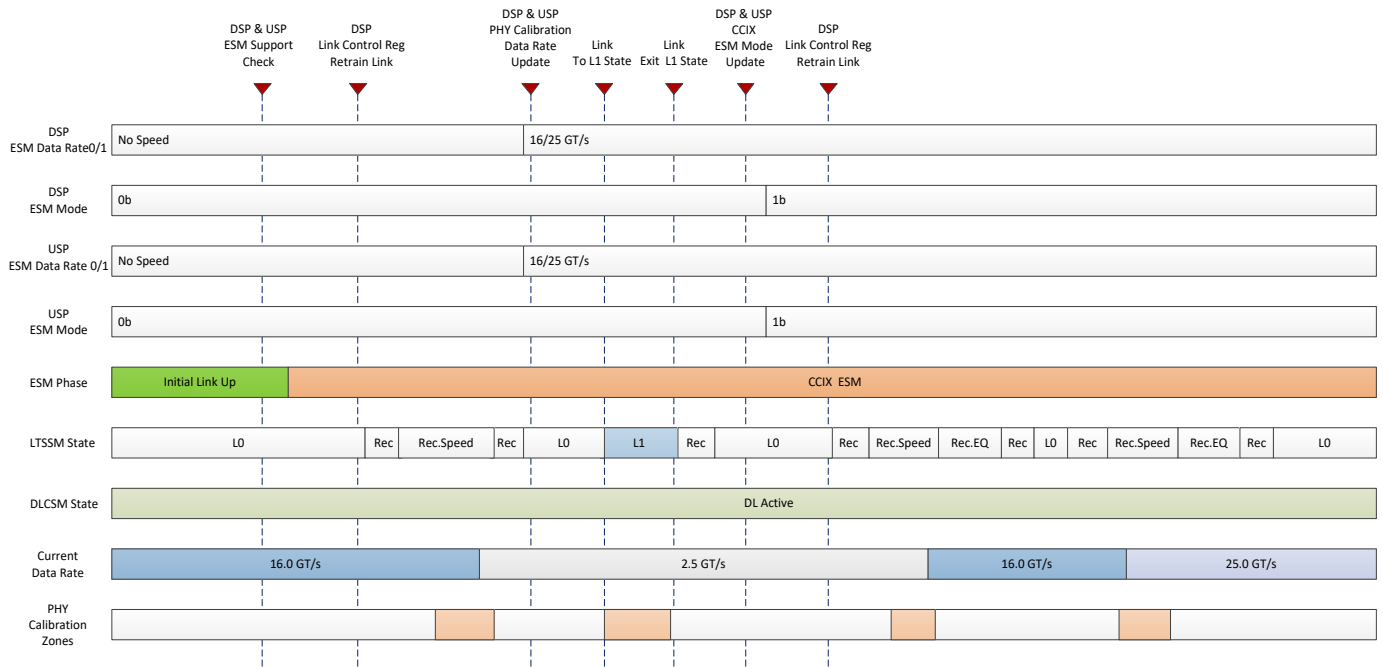 DSP & USP
ESM Support
Check
DSP
Link Control Reg
Retrain Link
DSP & USP
PHY Calibration
Data Rate
Update
Link
To L1 State
Link
Exit L1 State
DSP & USP
CCIX
ESM Mode
Update
DSP
Link Control Reg
Retrain Link
DSP
ESM Data Rate0/1
No Speed
16/25 GT/s
DSP
ESM Mode
0b
1b
USP
ESM Data Rate 0/1
No Speed
16/25 GT/s
USP
ESM Mode
0b
1b
ESM Phase
Initial Link Up
CCIX ESM
LTSSM State
L0
Rec
Rec.Speed
Rec
L0
L1
Rec
L0
Rec
Rec.Speed
Rec.EQ
Rec
L0
Rec
Rec.Speed
Rec.EQ
Rec
L0
DLCSM State
DL Active
Current
Data Rate
16.0 GT/s
2.5 GT/s
16.0 GT/s
25.0 GT/s
PHY
Calibration
Zones